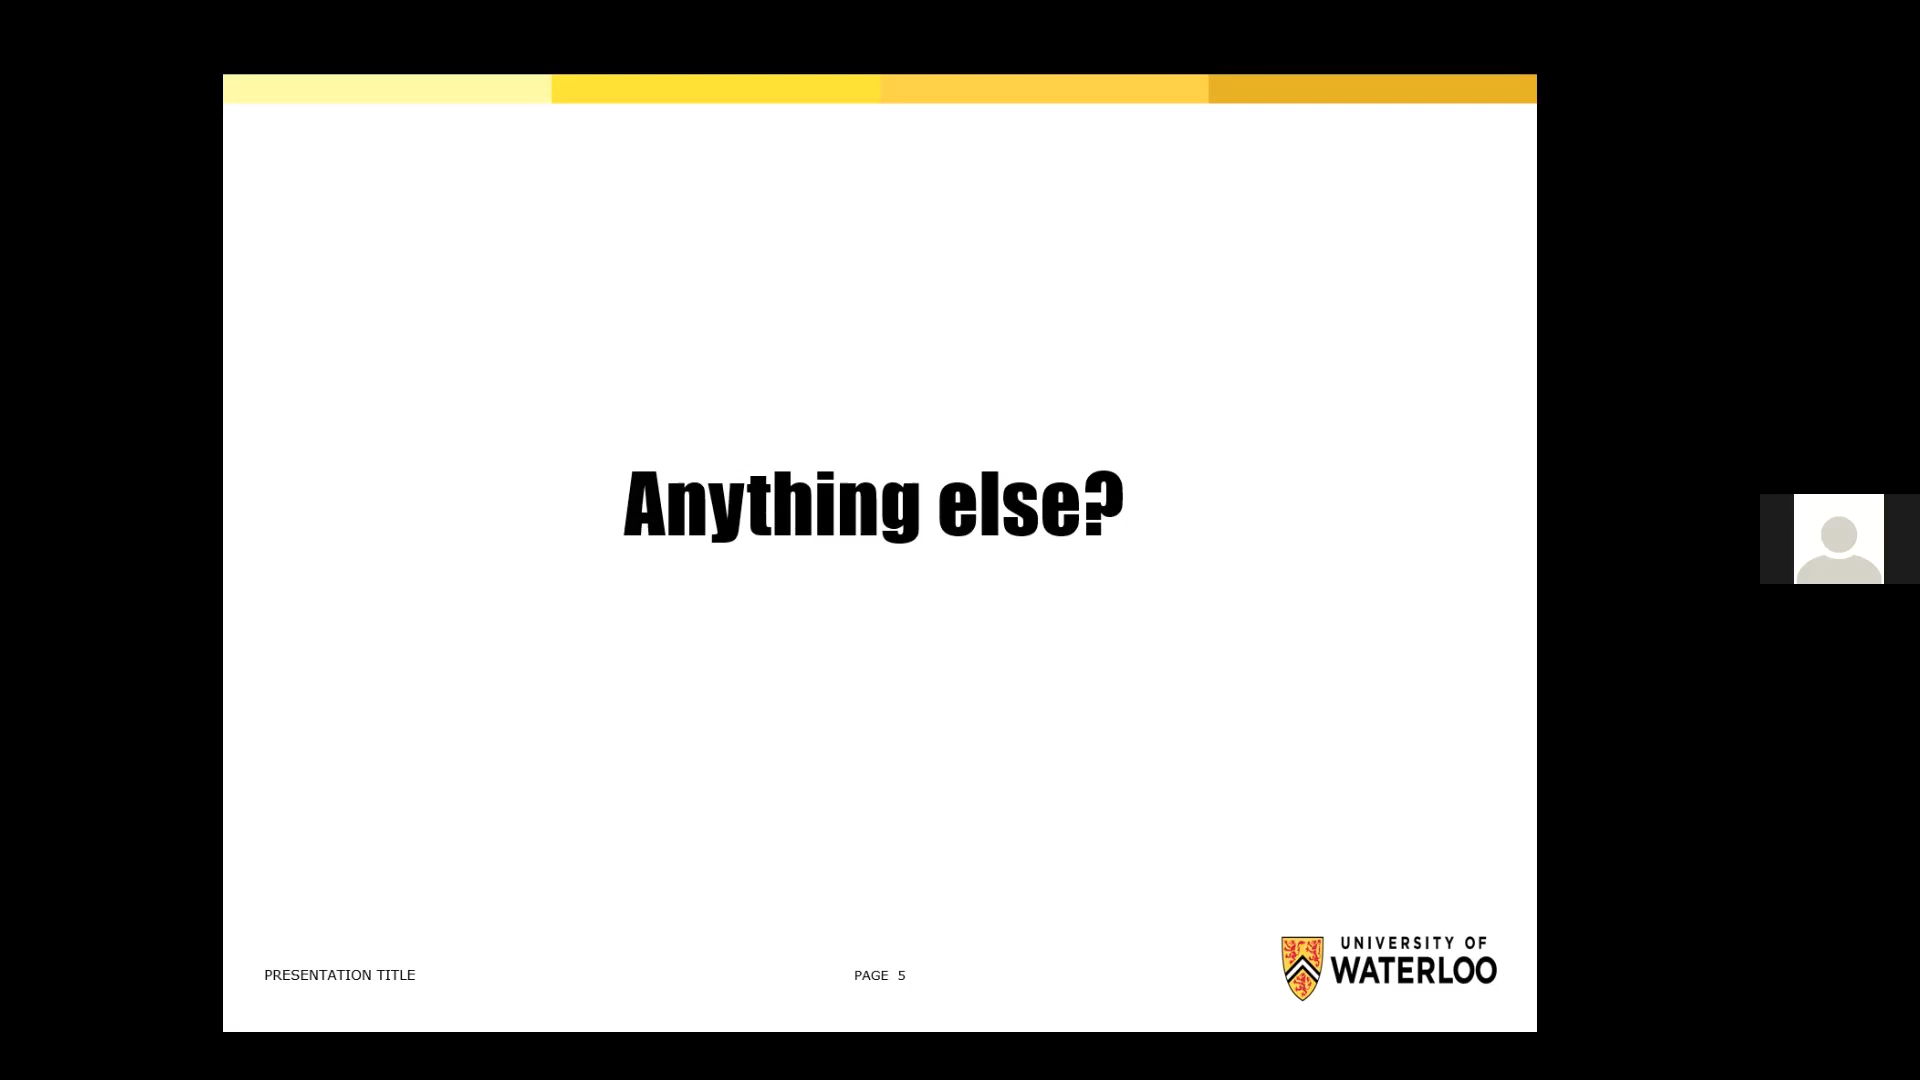 Anything else?
PRESENTATION TITLE
PAGE 5
UNIVERSITY OF
WATERLOO